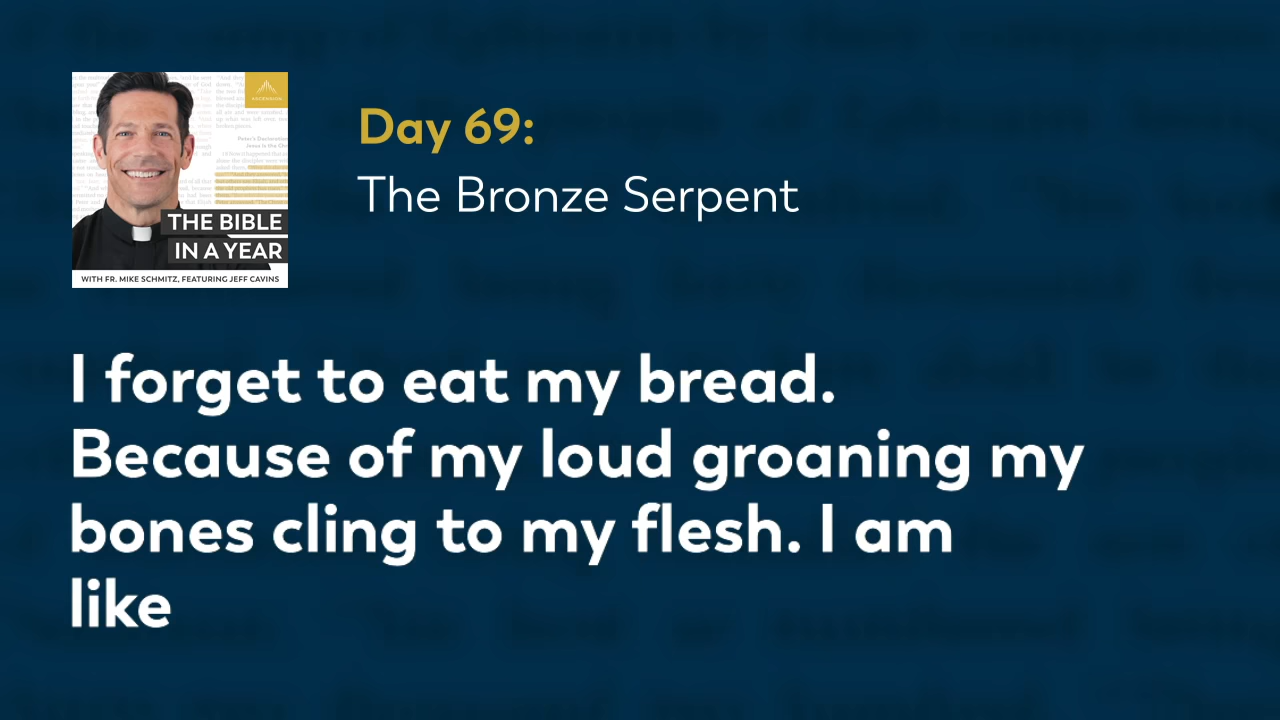 ASCENSION
THE BIBLE
IN A YEAR
WITH FR. MIKE SCHMITZ, FEATURING JEFF CAVINS
Day 69:
The Bronze Serpent
I forget to eat my bread.
Because of my loud groaning my
bones cling to my flesh. I am
like